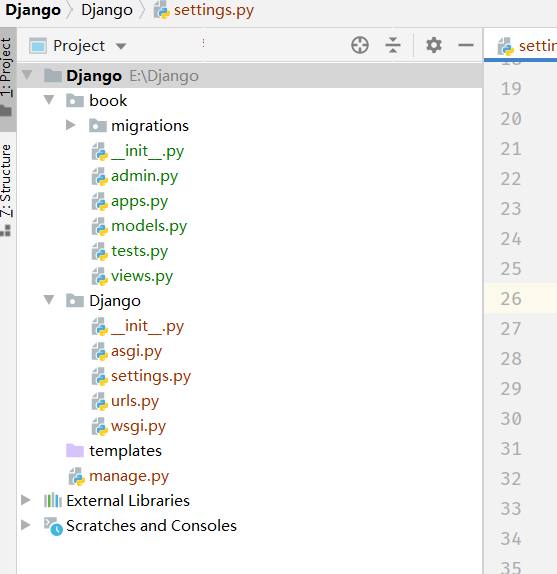 Django Django settings.py
Project
1: Project
7: Structure
Django E:\Django
book
migrations
__init__.py
admin.py
apps.py
models.py
tests.py
views.py
Django
__init__.py
asgi.py
settings.py
urls.py
wsgi.py
templates
manage.py
External Libraries
Scratches and Consoles
settin
19
20
21
22
23
24
25
26
27
28
29
30
31
32
33
34
35